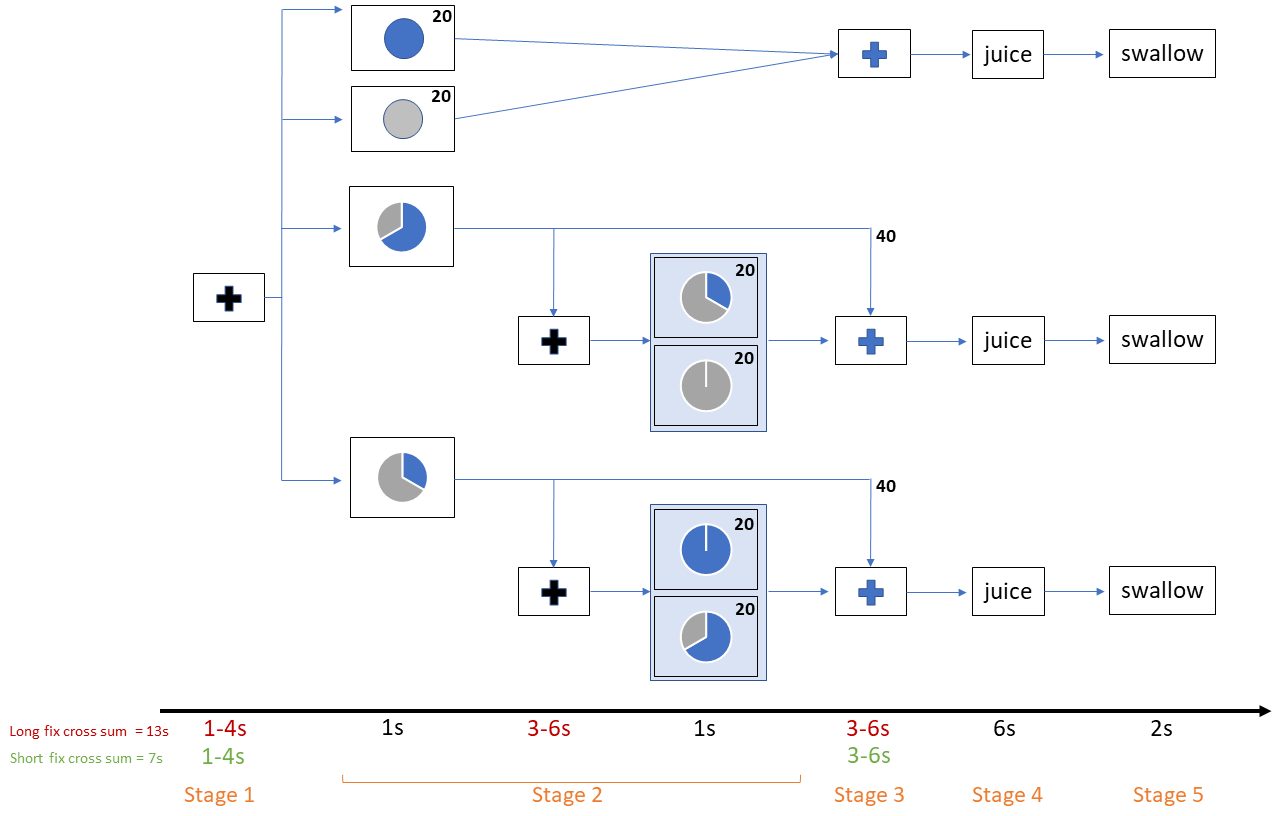 20
20
juice
swallow
40
20
20
juice
swallow
40
20
20
juice
swallow
Long fix cross sum = 13s
1-4s
1s
3-6s
1s
3-6s
6s
2s
Short fix cross sum = 7s
1-4s
3-6s
Stage 1
Stage 2
Stage 3
Stage 4
Stage 5